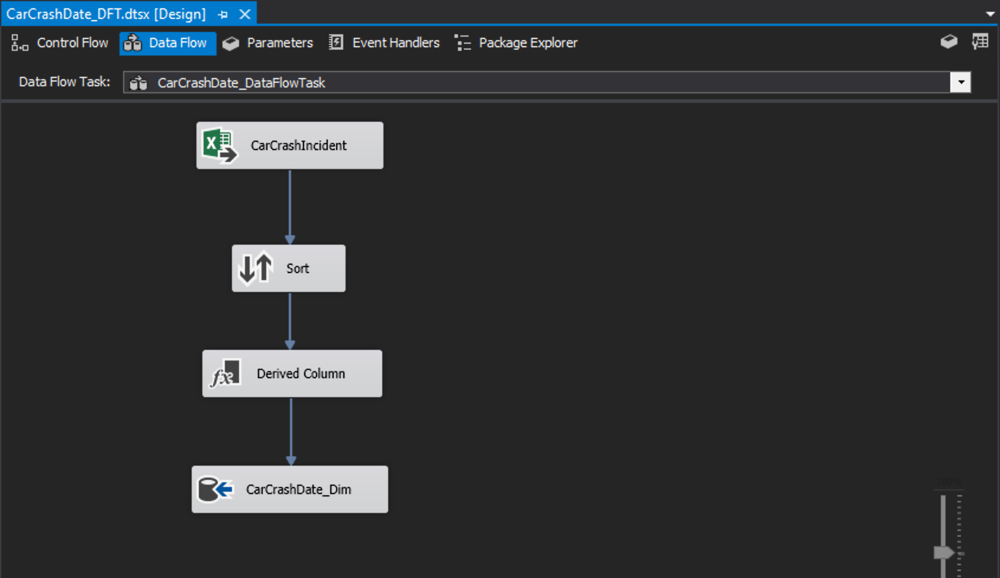 CarCrashDate_DFT.dtsx [Design]
Control Flow Data Flow Parameters Event Handlers Package Explorer
Data Flow Task: CarCrashDate_DataFlowTask
CarCrashIncident
Sort
fx Derived Column
CarCrashDate_Dim
100%